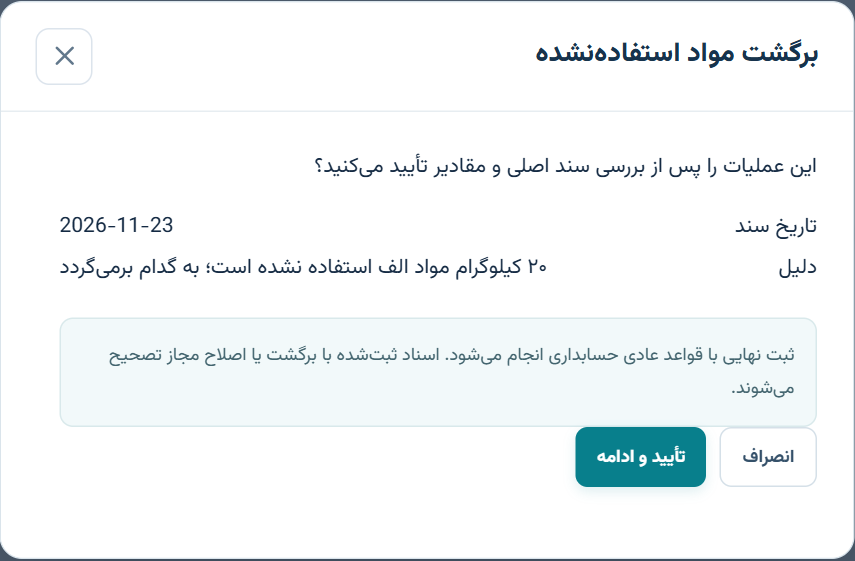 برگشت مواد استفاده‌نشده
این عملیات را پس از بررسی سند اصلی و مقادیر تأیید می‌کنید؟
تاریخ سند 2026-11-23
دلیل ۲۰ کیلوگرام مواد الف استفاده نشده است؛ به گدام برمی‌گردد
ثبت نهایی با قواعد عادی حسابداری انجام می‌شود. اسناد ثبت‌شده با برگشت یا اصلاح مجاز تصحیح
می‌شوند.
انصراف تأیید و ادامه